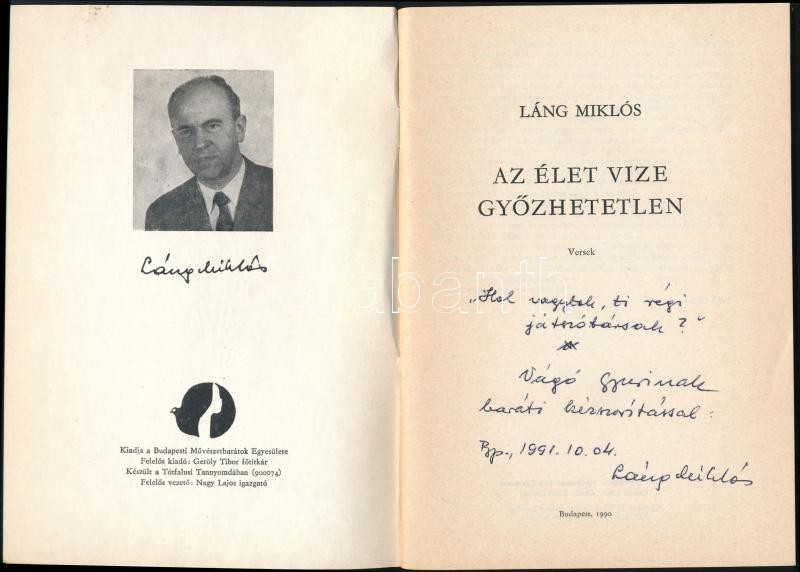 Láng Miklós
Kiadja a Budapesti Művészetbarátok Egyesülete
Felelős kiadó: Geröly Tibor főtitkár
Készült a Tótfalusi Tannyomdában (900074)
Felelős vezető: Nagy Lajos igazgató
LÁNG MIKLÓS
AZ ÉLET VIZE
GYŐZHETETLEN
Versek
„Hol vagytok, ti régi
játszótársak?"
Vágó Gyurinak
baráti kézszorítással:
Bp., 1991.10.04.
Láng Miklós
Budapest, 1990